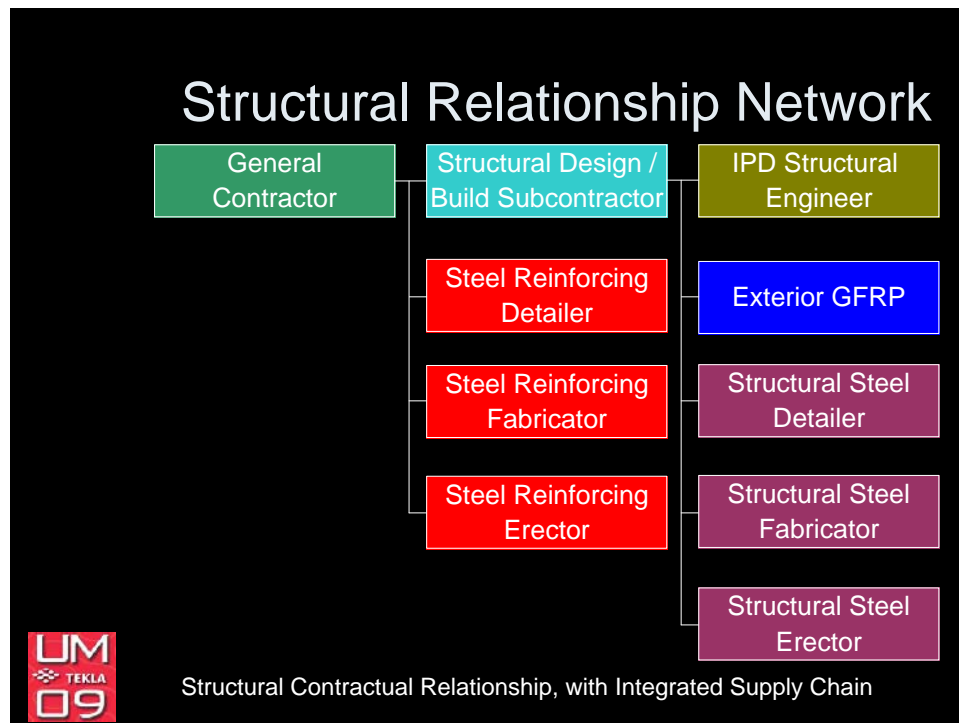 Structural Relationship Network
General
Contractor
Structural Design /
Build Subcontractor
IPD Structural
Engineer
Steel Reinforcing
Detailer
Exterior GFRP
Steel Reinforcing
Fabricator
Structural Steel
Detailer
Steel Reinforcing
Erector
Structural Steel
Fabricator
Structural Steel
Erector
UM
TEKLA
09
Structural Contractual Relationship, with Integrated Supply Chain